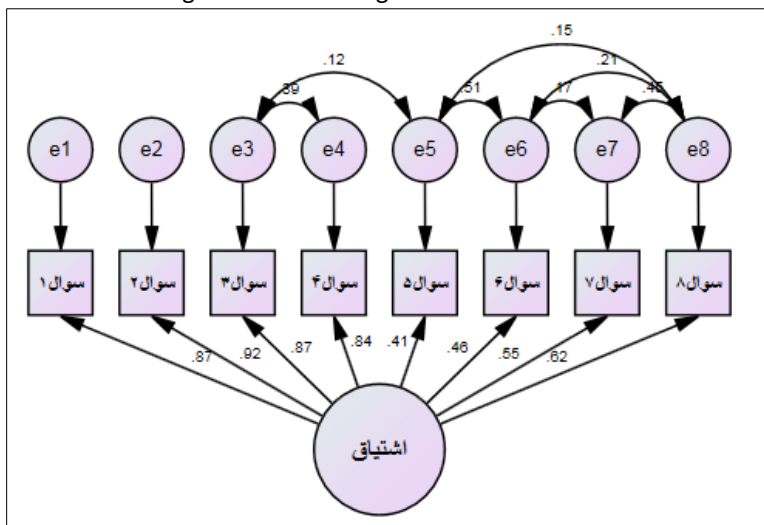 .15
.12 .21
.39 .51 .17 .45
e1 e2 e3 e4 e5 e6 e7 e8
سوال۱ سوال۲ سوال۳ سوال۴ سوال۵ سوال۶ سوال۷ سوال۸
.87 .92 .87 .84 .41 .46 .55 .62
اشتیاق